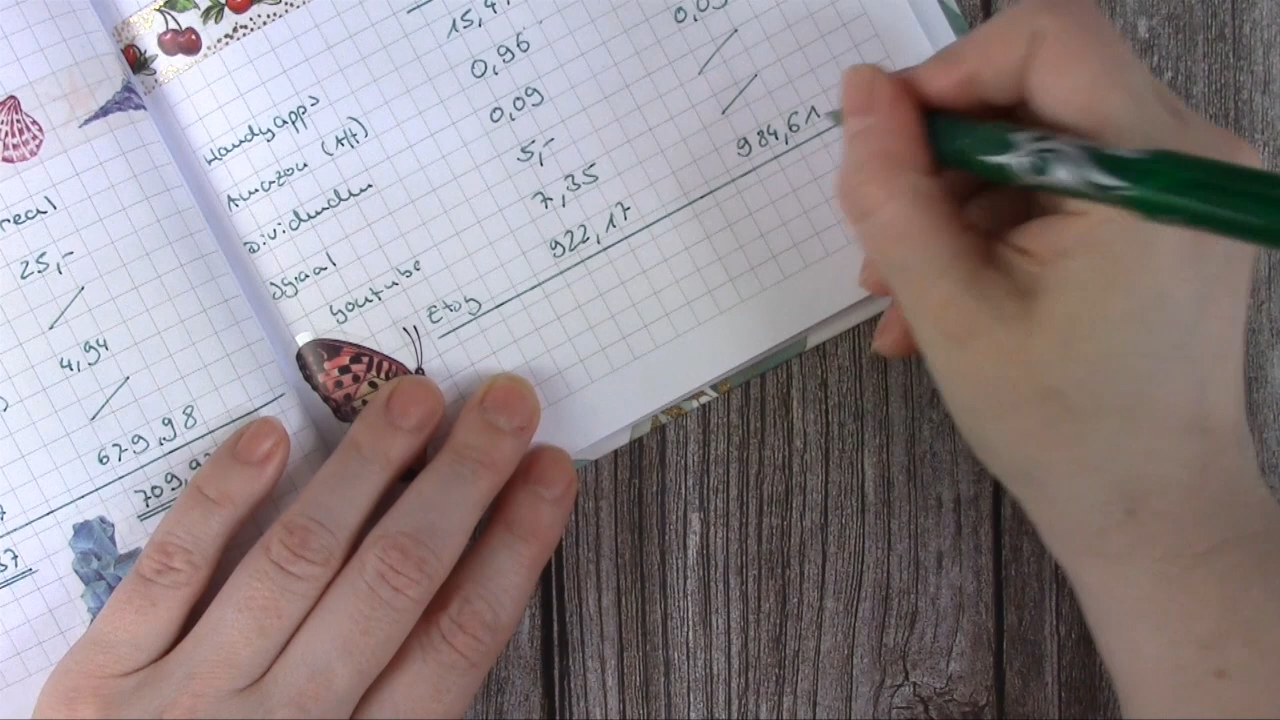 real
25,-
4,94
679,98
709,9
37
15,4
0,96
Handyapps 0,09
Amazon (Aff) 5,-
Dividenden 7,35
922,17 984,61
youtube
Etsy